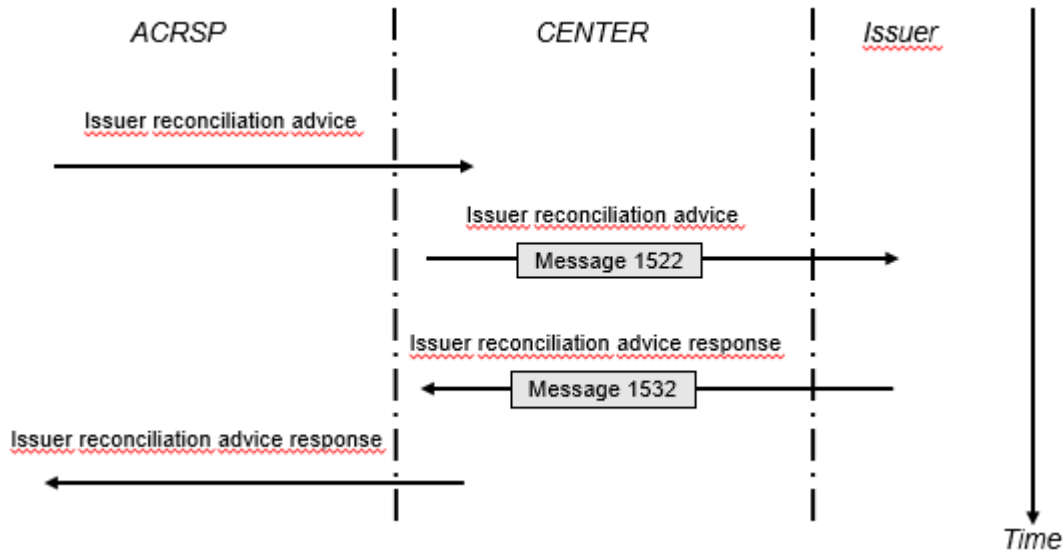 ACRSP
CENTER
Issuer
Issuer reconciliation advice
Issuer reconciliation advice
Message 1522
Issuer reconciliation advice response
Message 1532
Issuer reconciliation advice response
Time